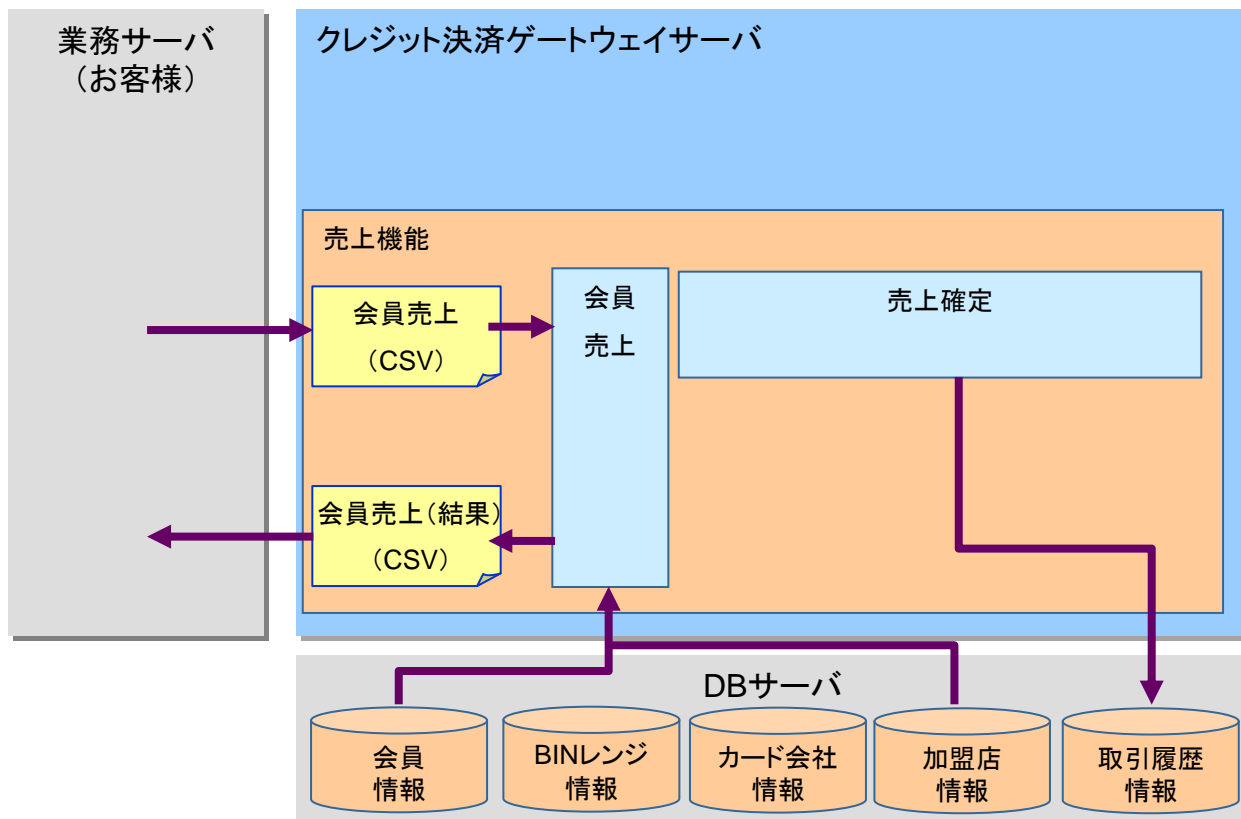 業務サーバ
（お客様）
クレジット決済ゲートウェイサーバ
売上機能
会員売上
（CSV）
会員
売上
売上確定
会員売上（結果）
（CSV）
DBサーバ
会員
情報
BINレンジ
情報
カード会社
情報
加盟店
情報
取引履歴
情報